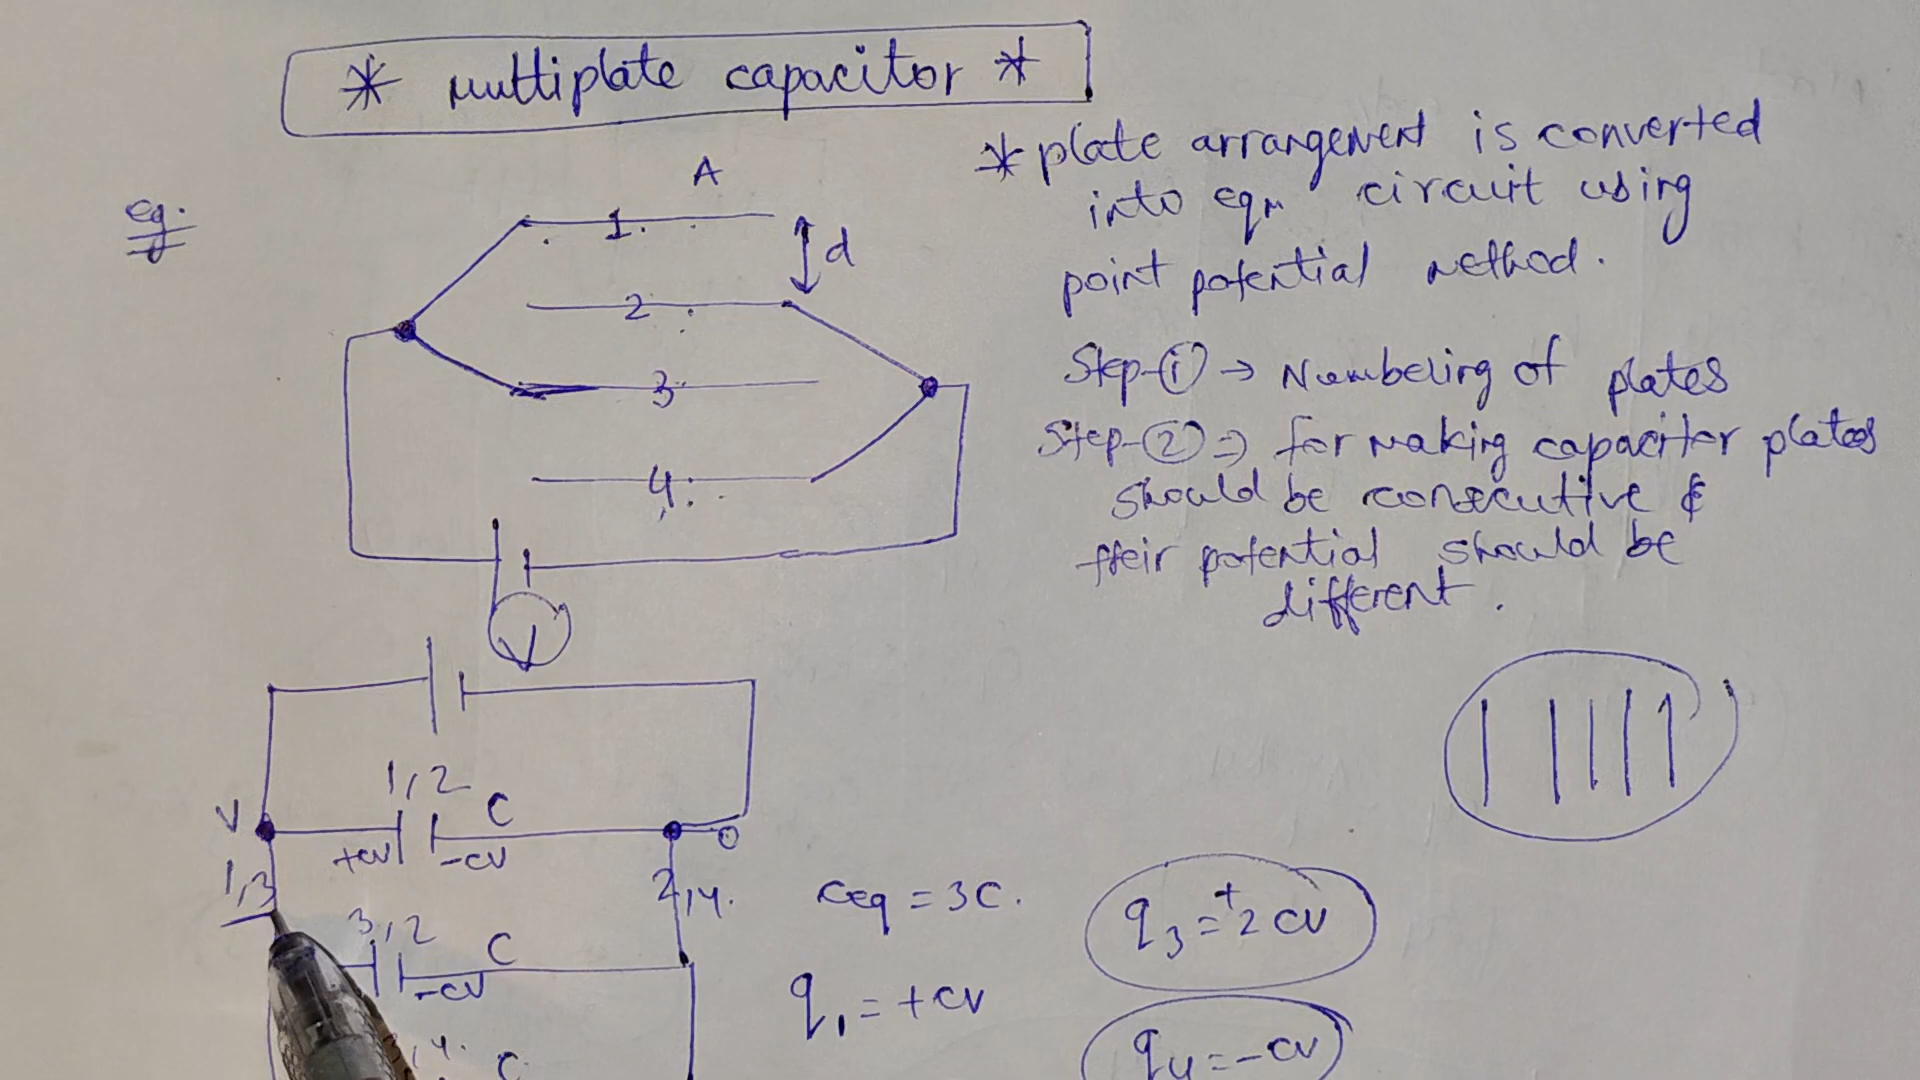 * multiplate capacitor *
* plate arrangement is converted
into eqn circuit using
point potential method.
eg.
A
1
d
2
3
4
V
Step-① → Numbering of plates
Step-② → for making capacitor plates
should be consecutive &
their potential should be
different.
1,2
V
C
+CV
-CV
0
1,3
2,4.
3,2
C
-CV
Ceq = 3C.
q3 = +2CV
q1 = +CV
q4 = -CV
4.
C